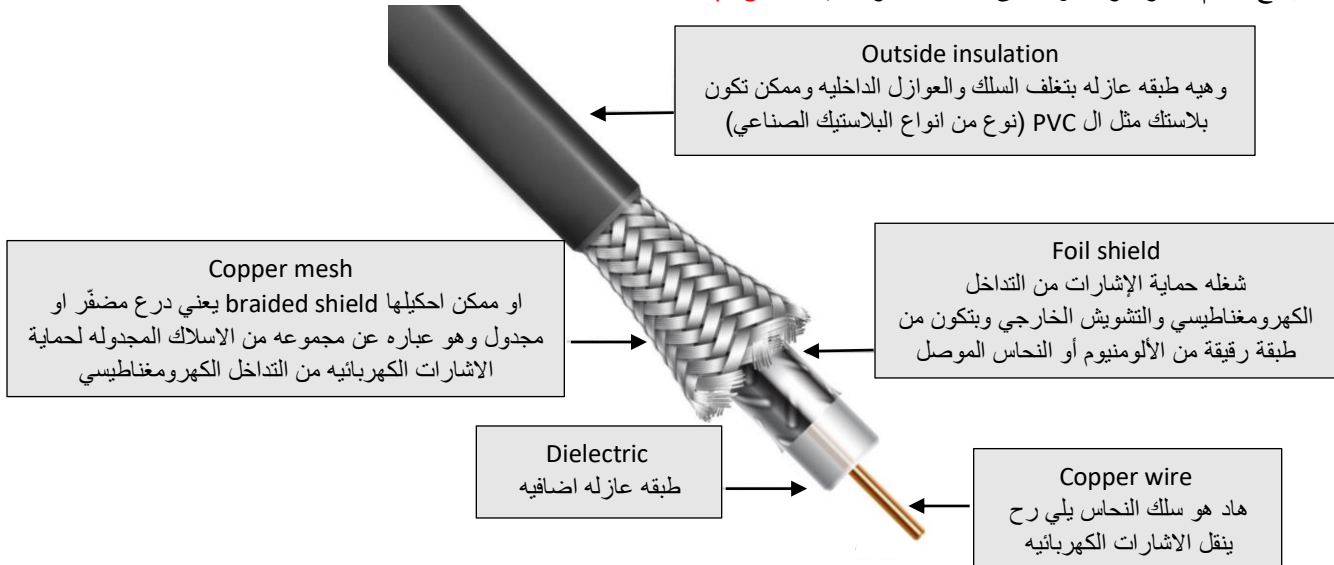 Outside insulation
وهيه طبقه عازله بتغلف السلك والعوازل الداخليه وممكن تكون
بلاستك مثل ال PVC (نوع من انواع البلاستيك الصناعي)
Copper mesh
او ممكن احكيلها braided shield يعني درع مضفّر او
مجدول وهو عباره عن مجموعه من الاسلاك المجدوله لحماية
الاشارات الكهربائيه من التداخل الكهرومغناطيسي
Foil shield
شغله حماية الإشارات من التداخل
الكهرومغناطيسي والتشويش الخارجي وبتكون من
طبقة رقيقة من الألومنيوم أو النحاس الموصل
Dielectric
طبقه عازله اضافيه
Copper wire
هاد هو سلك النحاس يلي رح
ينقل الاشارات الكهربائيه